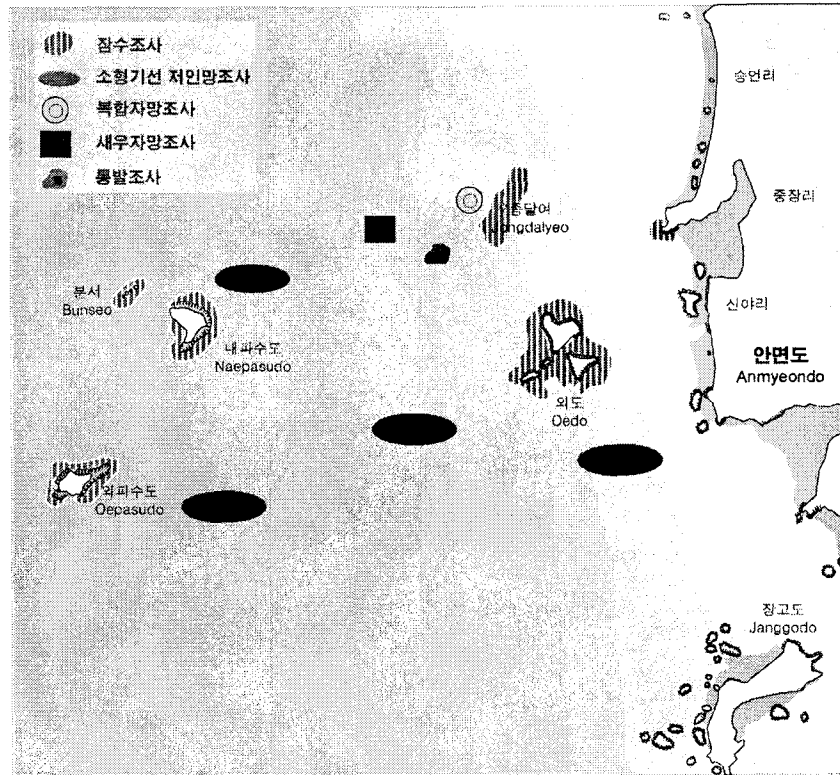 잠수조사
소형기선 저인망조사
복합자망조사
새우자망조사
통발조사
승언리
중장리
Jongdalyeo
분서
Bunseo
신야리
내파수도
Naepasudo
안면도
Anmyeondo
외도
Oedo
외파수도
Oepasudo
장고도
Janggodo